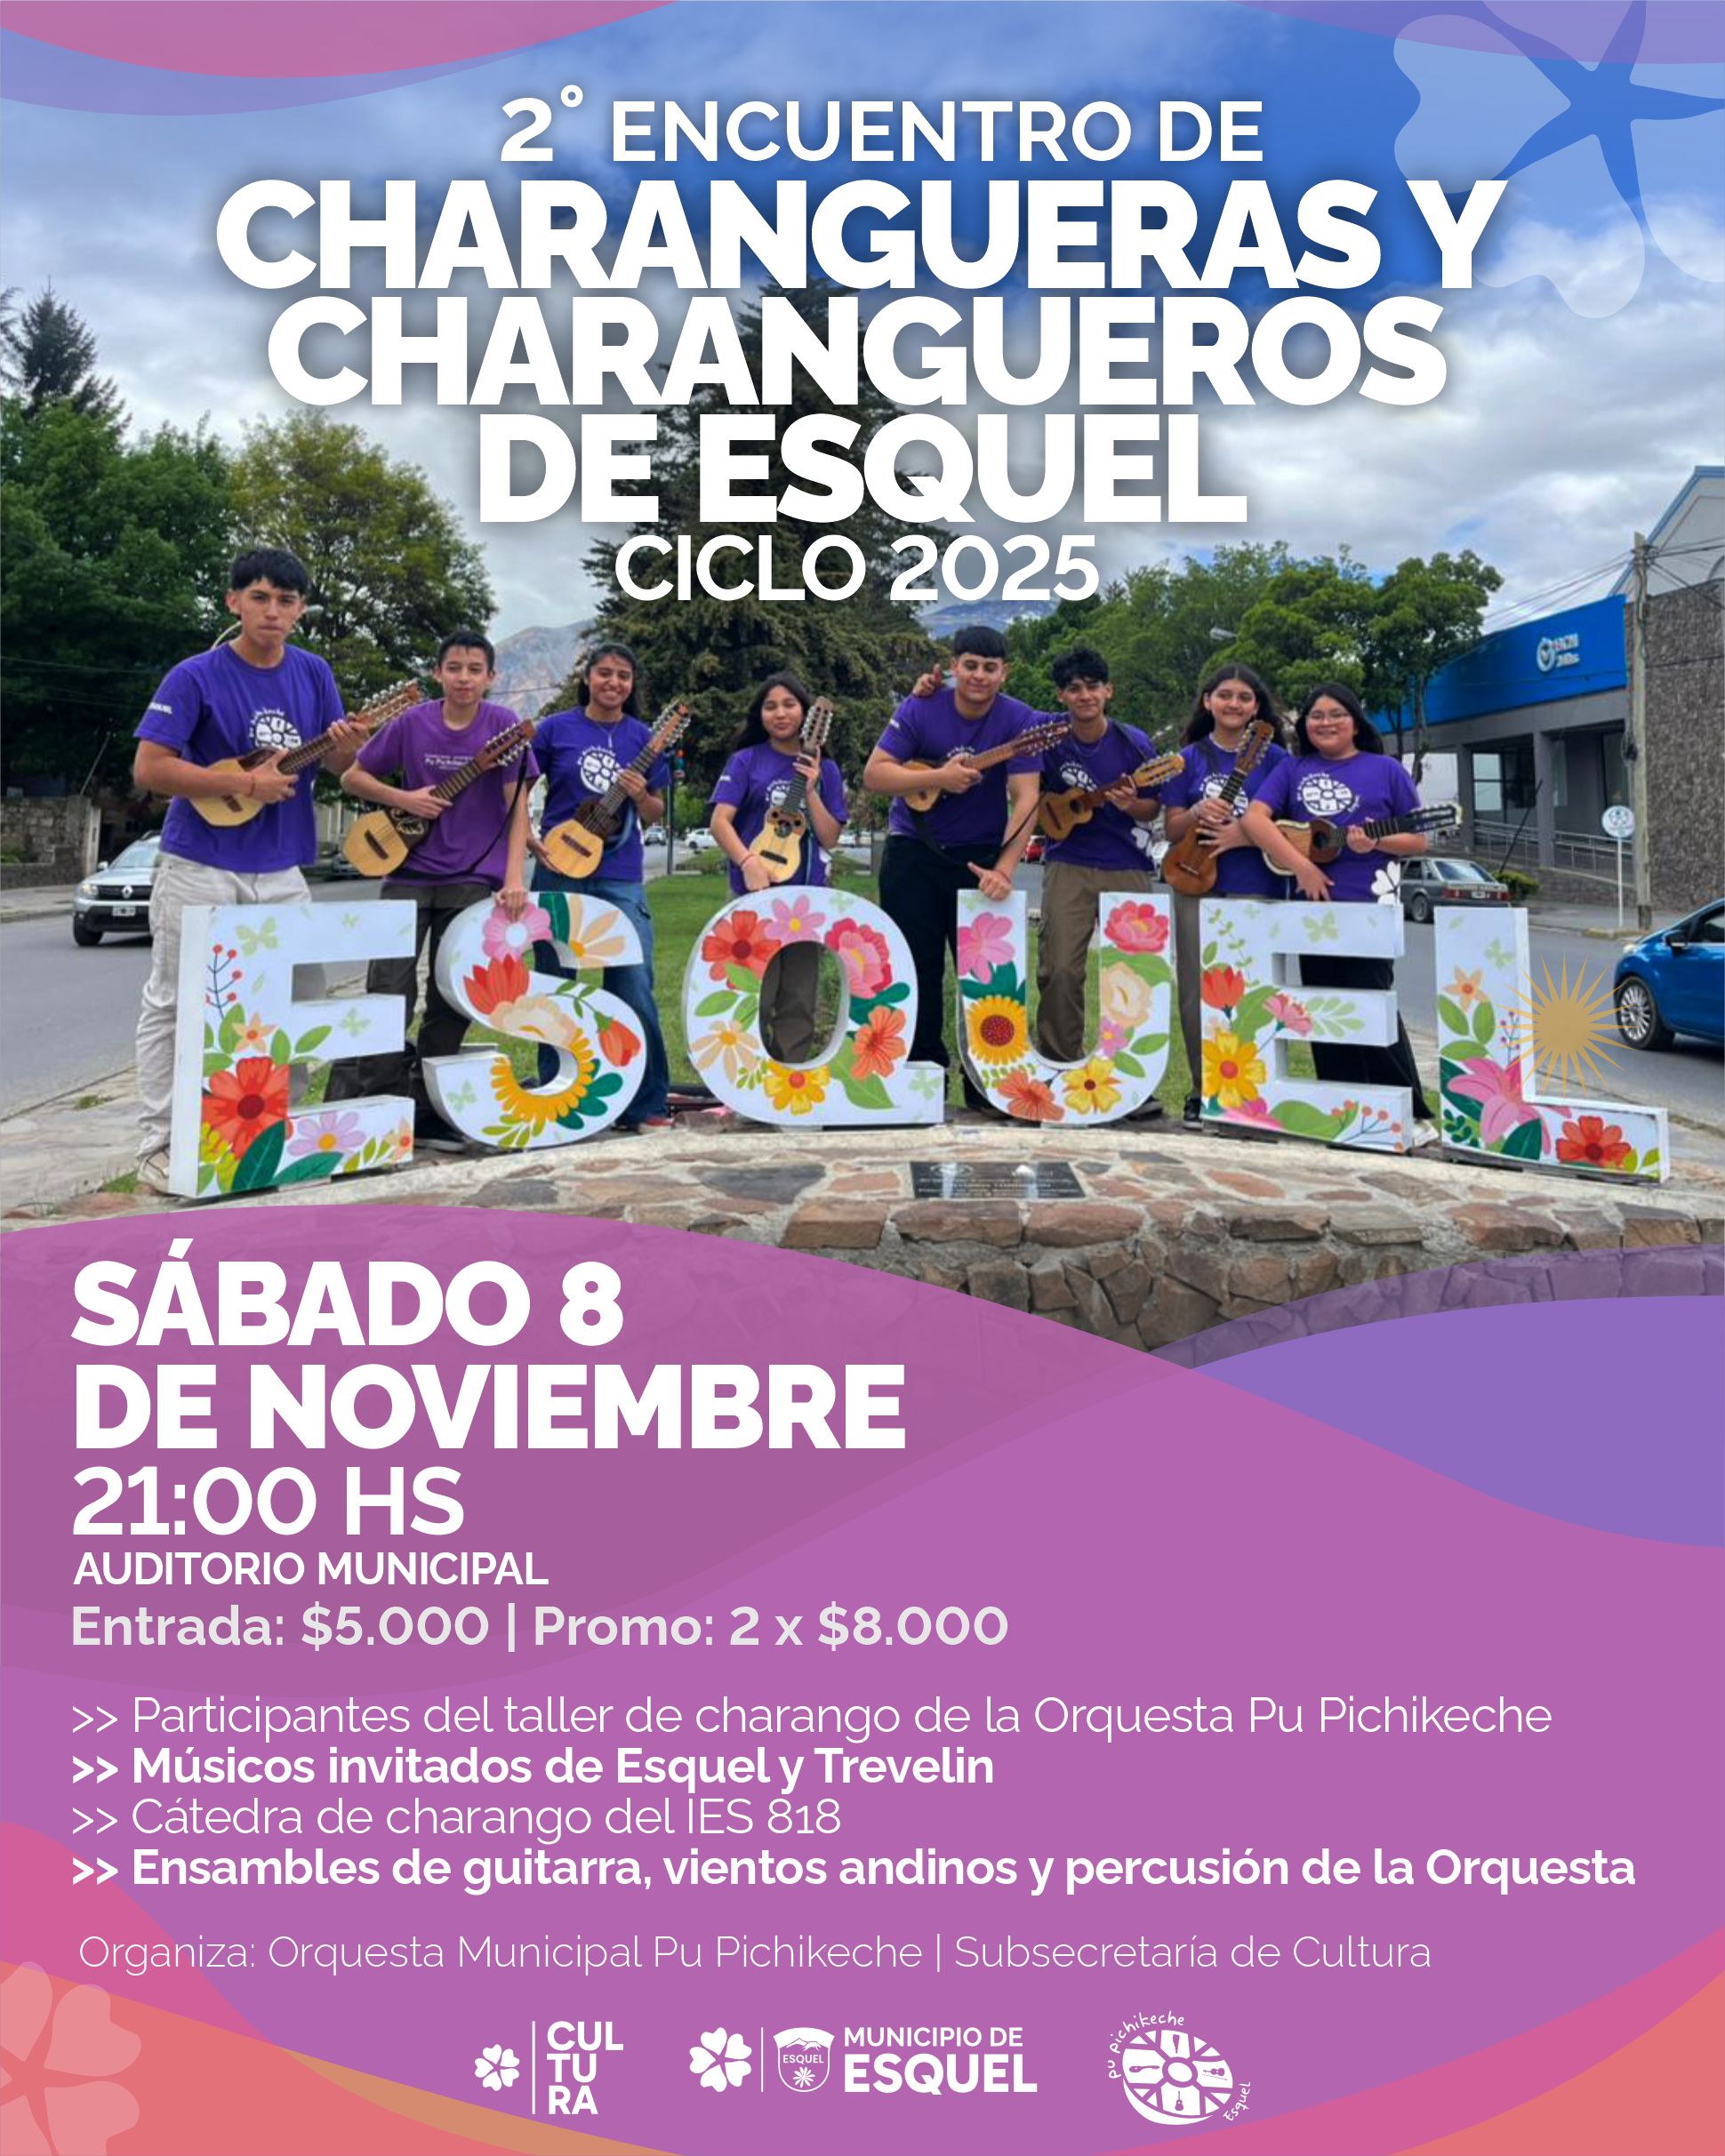 2° ENCUENTRO DE
CHARANGUERAS Y
CHARANGUEROS
DE ESQUEL
CICLO 2025
ESQUEL
SÁBADO 8
DE NOVIEMBRE
21:00 HS
AUDITORIO MUNICIPAL
Entrada: $5.000 | Promo: 2 x $8.000
>> Participantes del taller de charango de la Orquesta Pu Pichikeche
>> Músicos invitados de Esquel y Trevelin
>> Cátedra de charango del IES 818
>> Ensambles de guitarra, vientos andinos y percusión de la Orquesta
Organiza: Orquesta Municipal Pu Pichikeche | Subsecretaría de Cultura
CUL
TU
RA
ESQUEL
MUNICIPIO DE
ESQUEL
Pu Pichikeche
Esquel